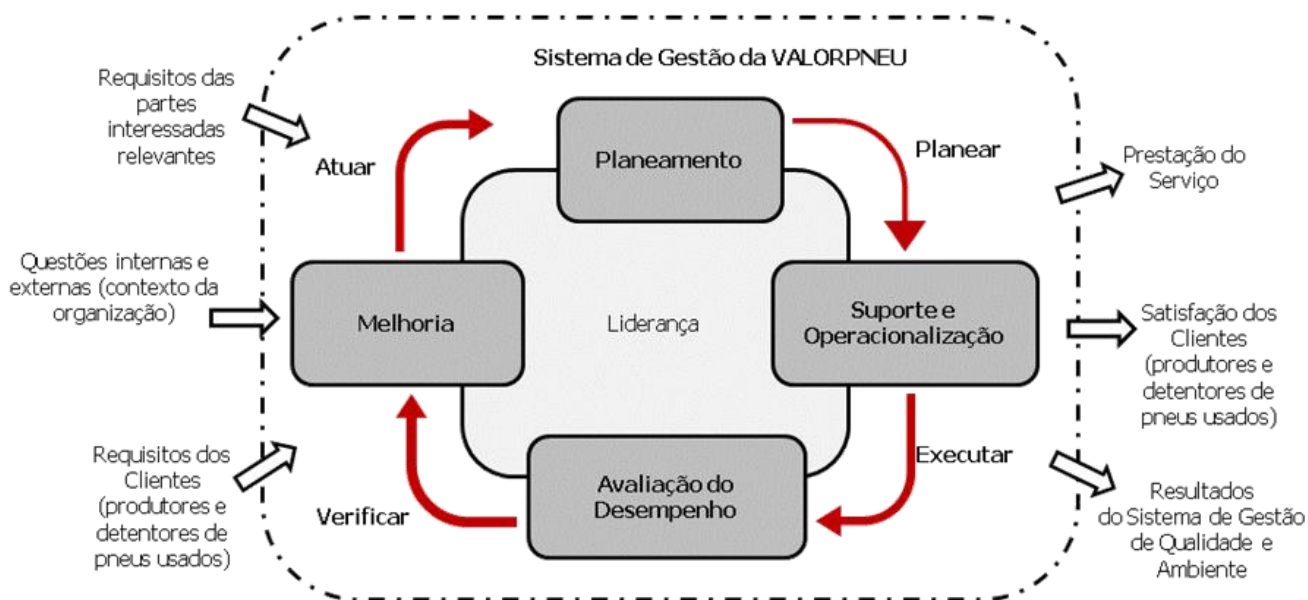 Sistema de Gestão da VALORPNEU
Requisitos das
partes
interessadas
relevantes
Atuar
Planeamento
Planear
Prestação do
Serviço
Questões internas e
externas (contexto da
organização)
Melhoria
Liderança
Suporte e
Operacionalização
Satisfação dos
Clientes
(produtores e
detentores de
pneus usados)
Requisitos dos
Clientes
(produtores e
detentores de
pneus usados)
Verificar
Avaliação do
Desempenho
Executar
Resultados
do Sistema de Gestão
de Qualidade e
Ambiente